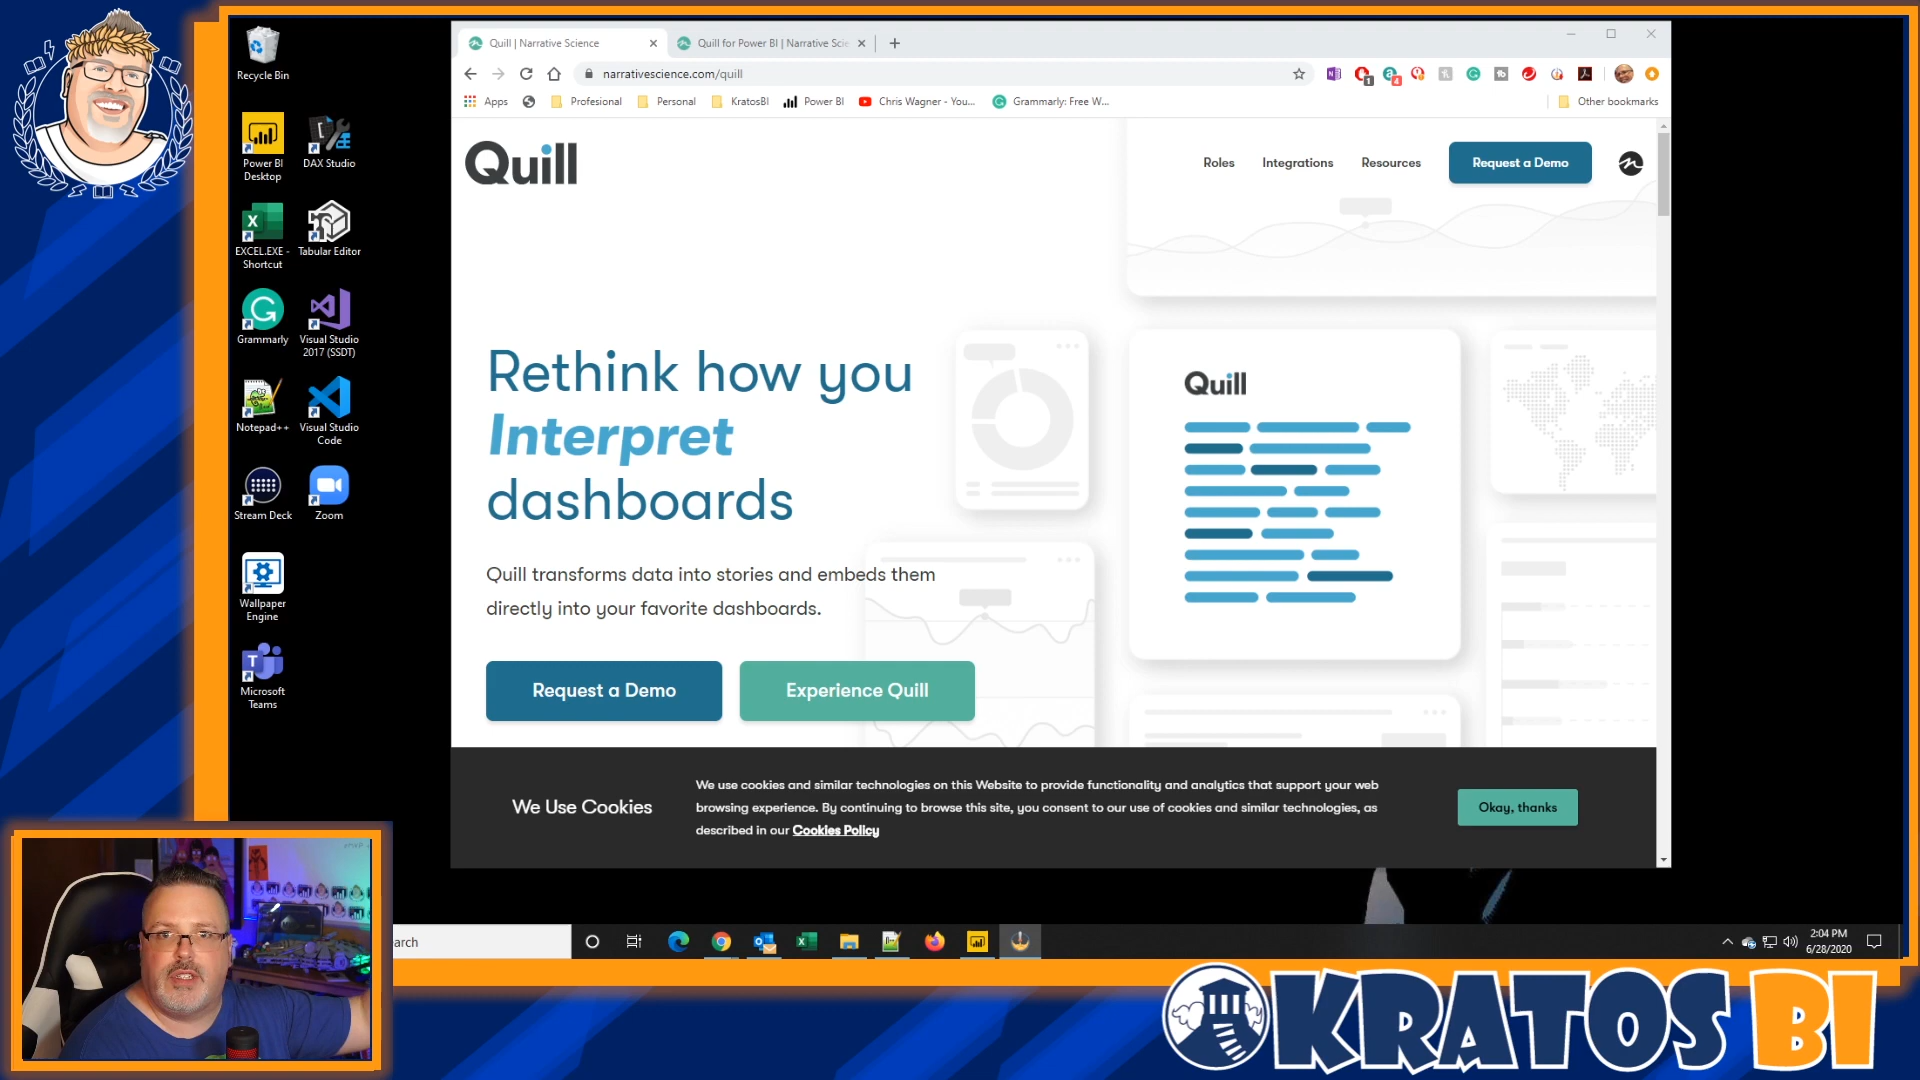 Recycle Bin
Power BI
Desktop
DAX Studio
EXCEL.EXE -
Shortcut
Tabular Editor
Grammarly
Visual Studio
2017 (SSDT)
Notepad++
Visual Studio
Code
Stream Deck
Zoom
Wallpaper
Engine
Microsoft
Teams
Quill | Narrative Science
Quill for Power BI | Narrative Scie
narrativescience.com/quill
Apps
Profesional
Personal
KratosBI
Power BI
Chris Wagner - You...
Grammarly: Free W...
Other bookmarks
Quill
Roles
Integrations
Resources
Request a Demo
Rethink how you
Interpret
dashboards
Quill transforms data into stories and embeds them
directly into your favorite dashboards.
Request a Demo
Experience Quill
Quill
We Use Cookies
We use cookies and similar technologies on this Website to provide functionality and analytics that support your web
browsing experience. By continuing to browse this site, you consent to our use of cookies and similar technologies, as
described in our Cookies Policy
Okay, thanks
arch
2:04 PM
6/28/2020
KRATOS BI